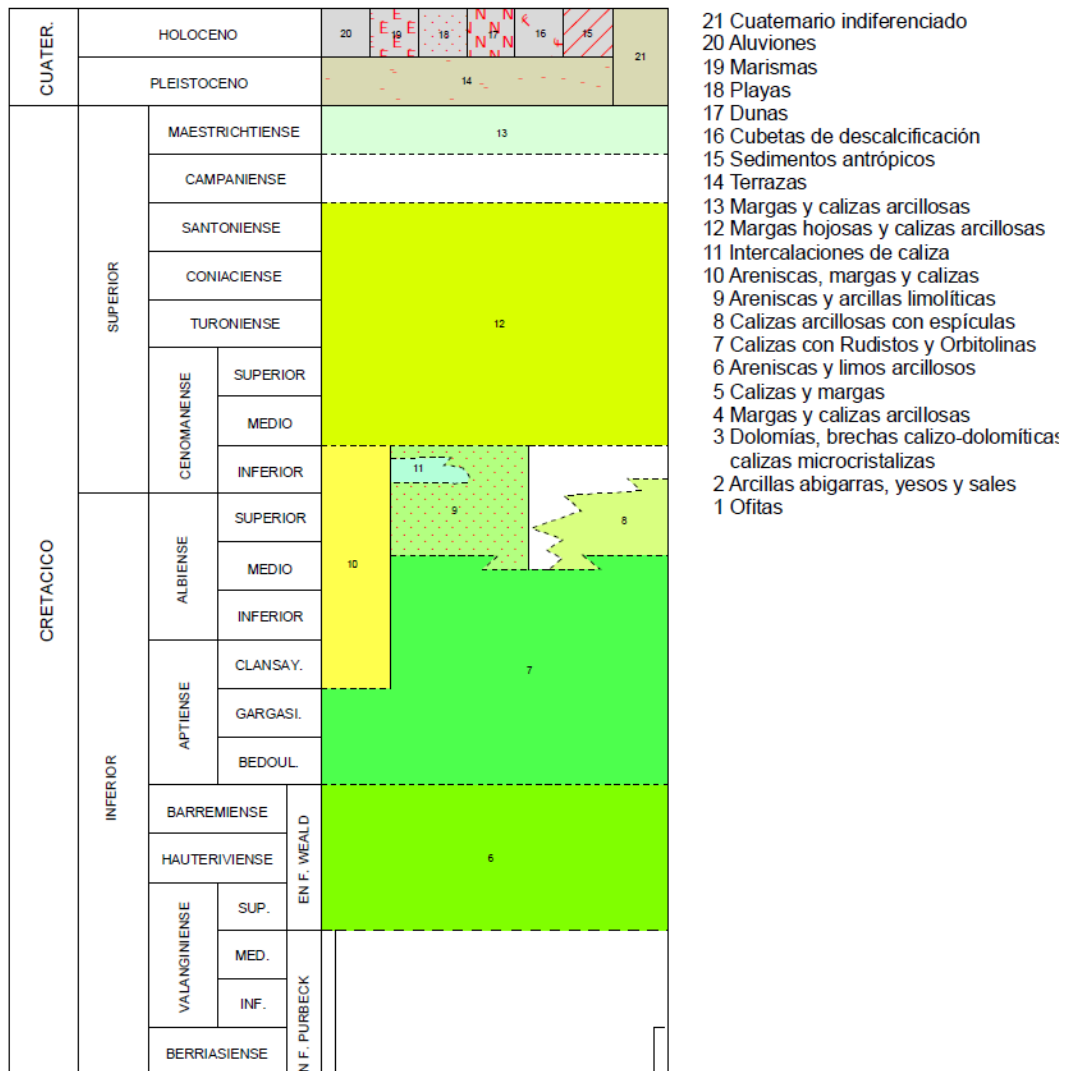 CUATER.
HOLOCENO
PLEISTOCENO
20
19
18
17
16
15
21
14
CRETACICO
SUPERIOR
MAESTRICHTIENSE
13
CAMPANIENSE
SANTONIENSE
CONIACIENSE
TURONIENSE
12
CENOMANENSE
SUPERIOR
MEDIO
INFERIOR
11
INFERIOR
ALBIENSE
SUPERIOR
9
8
MEDIO
10
INFERIOR
APTIENSE
CLANSAY.
7
GARGASI.
BEDOUL.
BARREMIENSE
HAUTERIVIENSE
EN F. WEALD
6
VALANGINIENSE
SUP.
MED.
INF.
BERRIASIENSE
N F. PURBECK
21 Cuaternario indiferenciado
20 Aluviones
19 Marismas
18 Playas
17 Dunas
16 Cubetas de descalcificación
15 Sedimentos antrópicos
14 Terrazas
13 Margas y calizas arcillosas
12 Margas hojosas y calizas arcillosas
11 Intercalaciones de caliza
10 Areniscas, margas y calizas
9 Areniscas y arcillas limolíticas
8 Calizas arcillosas con espículas
7 Calizas con Rudistos y Orbitolinas
6 Areniscas y limos arcillosos
5 Calizas y margas
4 Margas y calizas arcillosas
3 Dolomías, brechas calizo-dolomíticas
calizas microcristalizas
2 Arcillas abigarras, yesos y sales
1 Ofitas